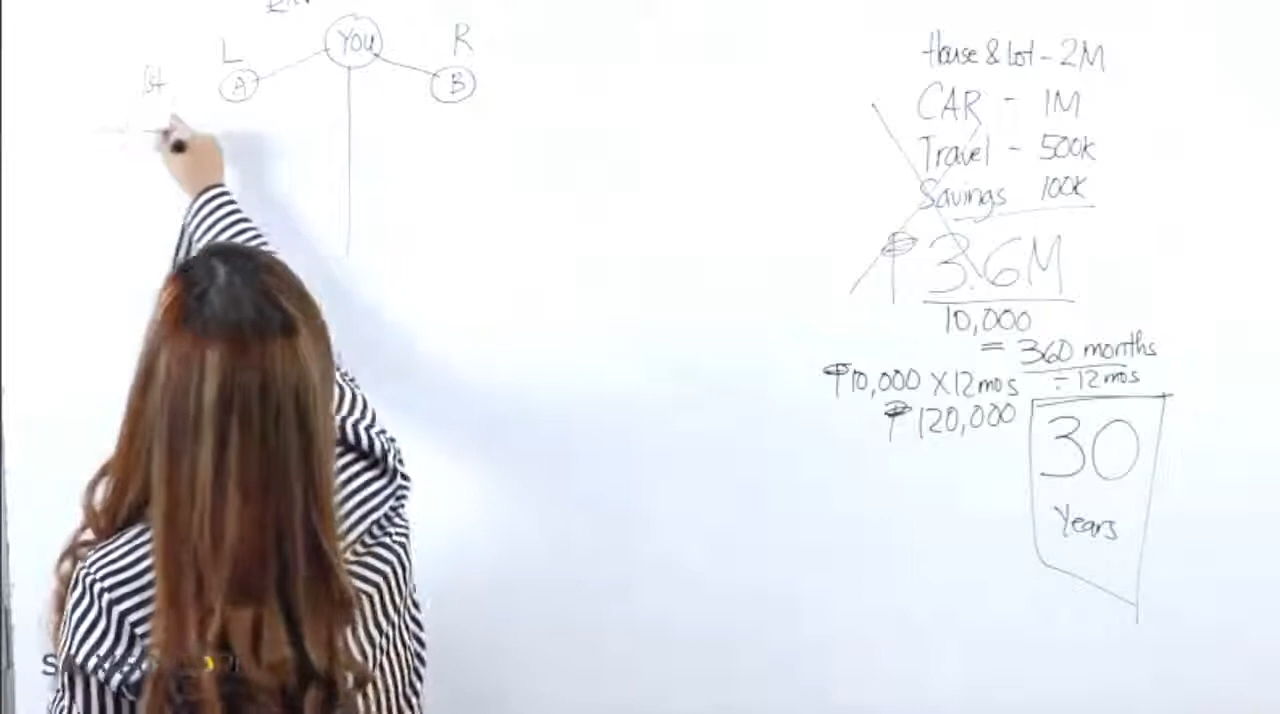 L
YOU
R
1st
A
B
House & Lot - 2M
CAR - 1M
Travel - 500k
Savings 100k
₱ 3.6M
10,000
= 360 months
÷ 12 mos
₱10,000 X 12 mos
₱120,000
30
Years